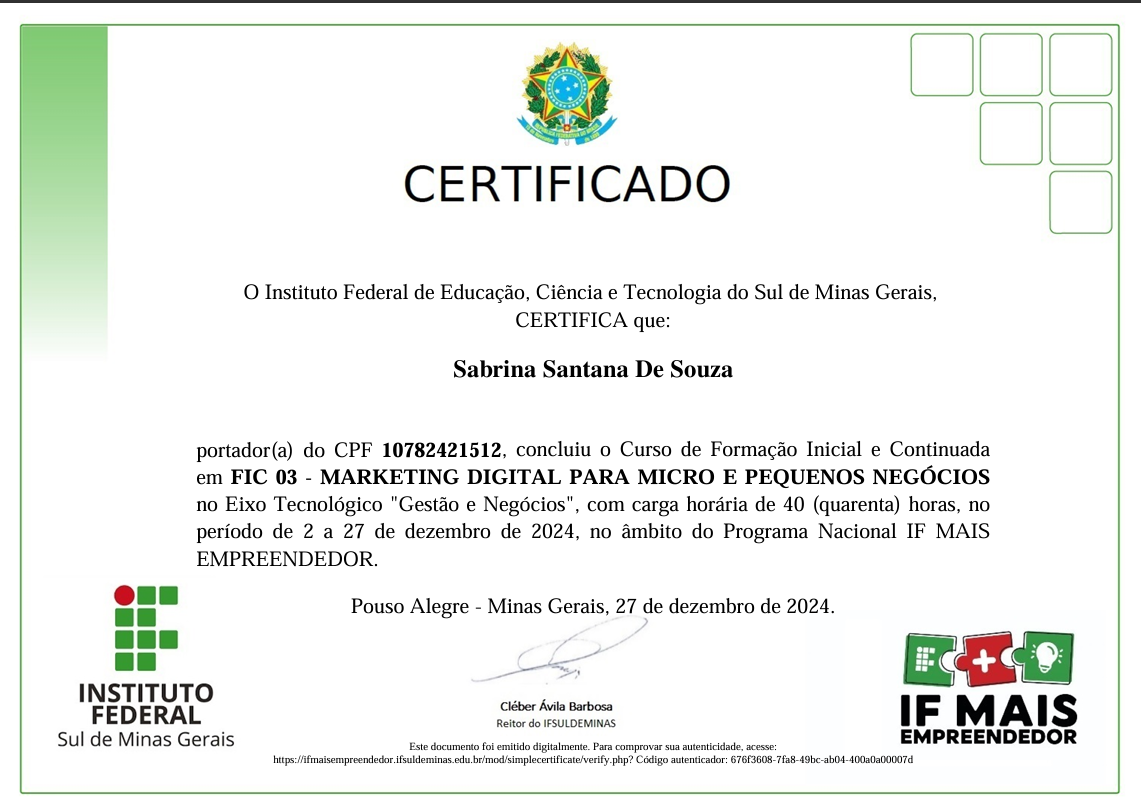 CERTIFICADO
O Instituto Federal de Educação, Ciência e Tecnologia do Sul de Minas Gerais,
CERTIFICA que:
Sabrina Santana De Souza
portador(a) do CPF 10782421512, concluiu o Curso de Formação Inicial e Continuada
em FIC 03 - MARKETING DIGITAL PARA MICRO E PEQUENOS NEGÓCIOS
no Eixo Tecnológico "Gestão e Negócios", com carga horária de 40 (quarenta) horas, no
período de 2 a 27 de dezembro de 2024, no âmbito do Programa Nacional IF MAIS
EMPREENDEDOR.
Pouso Alegre - Minas Gerais, 27 de dezembro de 2024.
INSTITUTO
FEDERAL
Sul de Minas Gerais
Cléber Ávila Barbosa
Reitor do IFSULDEMINAS
IF MAIS
EMPREENDEDOR
Este documento foi emitido digitalmente. Para comprovar sua autenticidade, acesse:
https://ifmaisempreendedor.ifsuldeminas.edu.br/mod/simplecertificate/verify.php? Código autenticador: 676f3608-7fa8-49bc-ab04-400a0a00007d